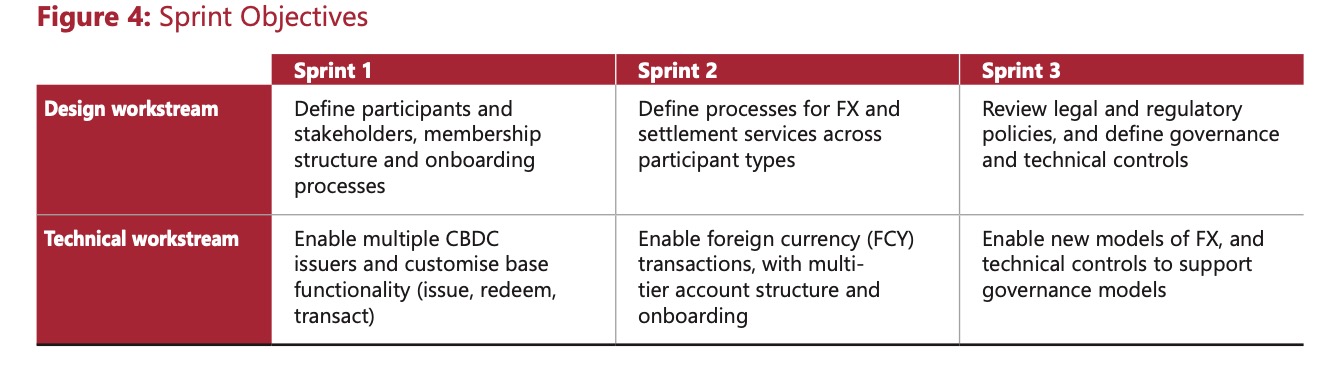 Figure 4: Sprint Objectives
Sprint 1
Sprint 2
Sprint 3
Design workstream
Define participants and
stakeholders, membership
structure and onboarding
processes
Define processes for FX and
settlement services across
participant types
Review legal and regulatory
policies, and define governance
and technical controls
Technical workstream
Enable multiple CBDC
issuers and customise base
functionality (issue, redeem,
transact)
Enable foreign currency (FCY)
transactions, with multi-
tier account structure and
onboarding
Enable new models of FX, and
technical controls to support
governance models